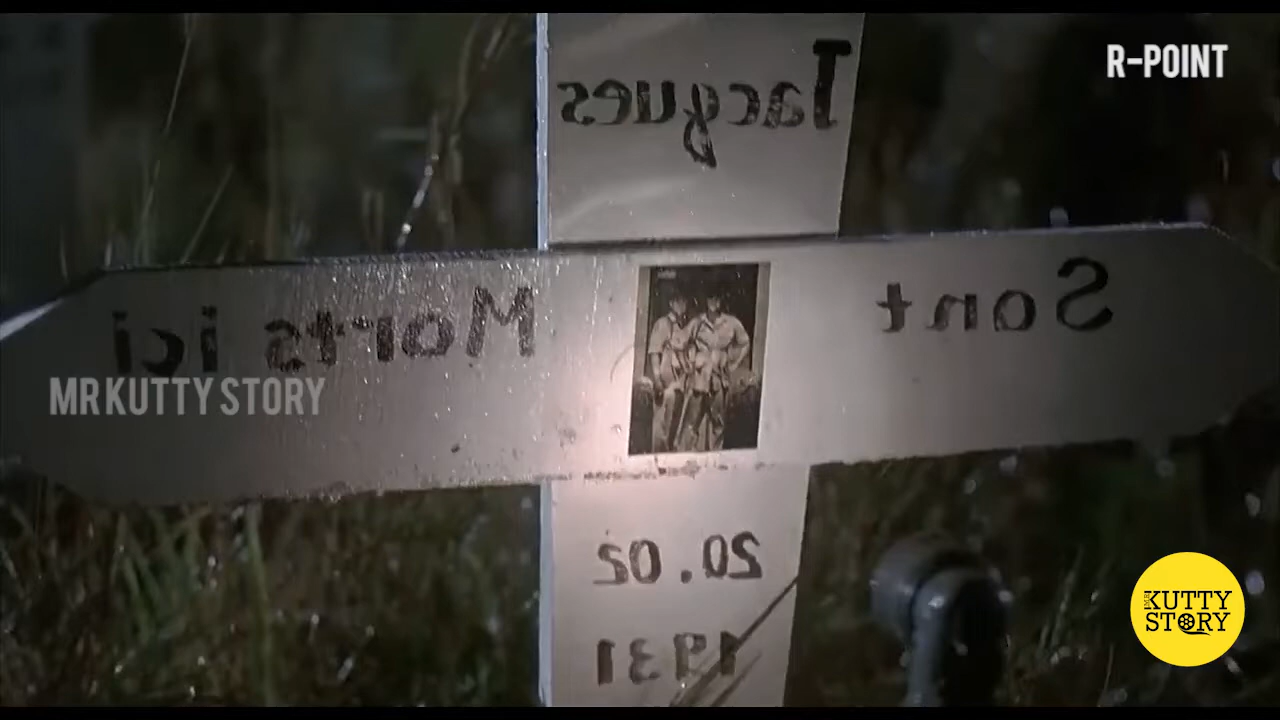 R-POINT
Jacques
Sont Morts ici
MR KUTTY STORY
20.02
1931
KUTTY
STORY